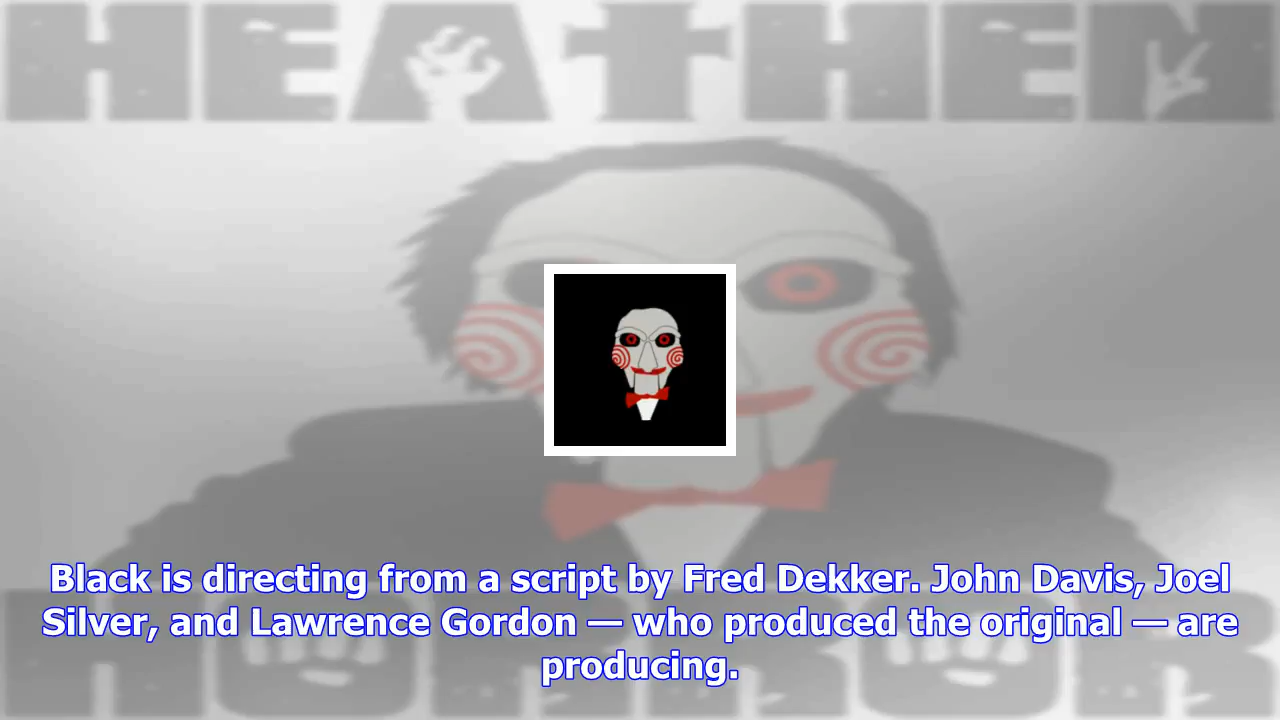 HEATHEN
Black is directing from a script by Fred Dekker. John Davis, Joel
Silver, and Lawrence Gordon — who produced the original — are
producing.
HORROR